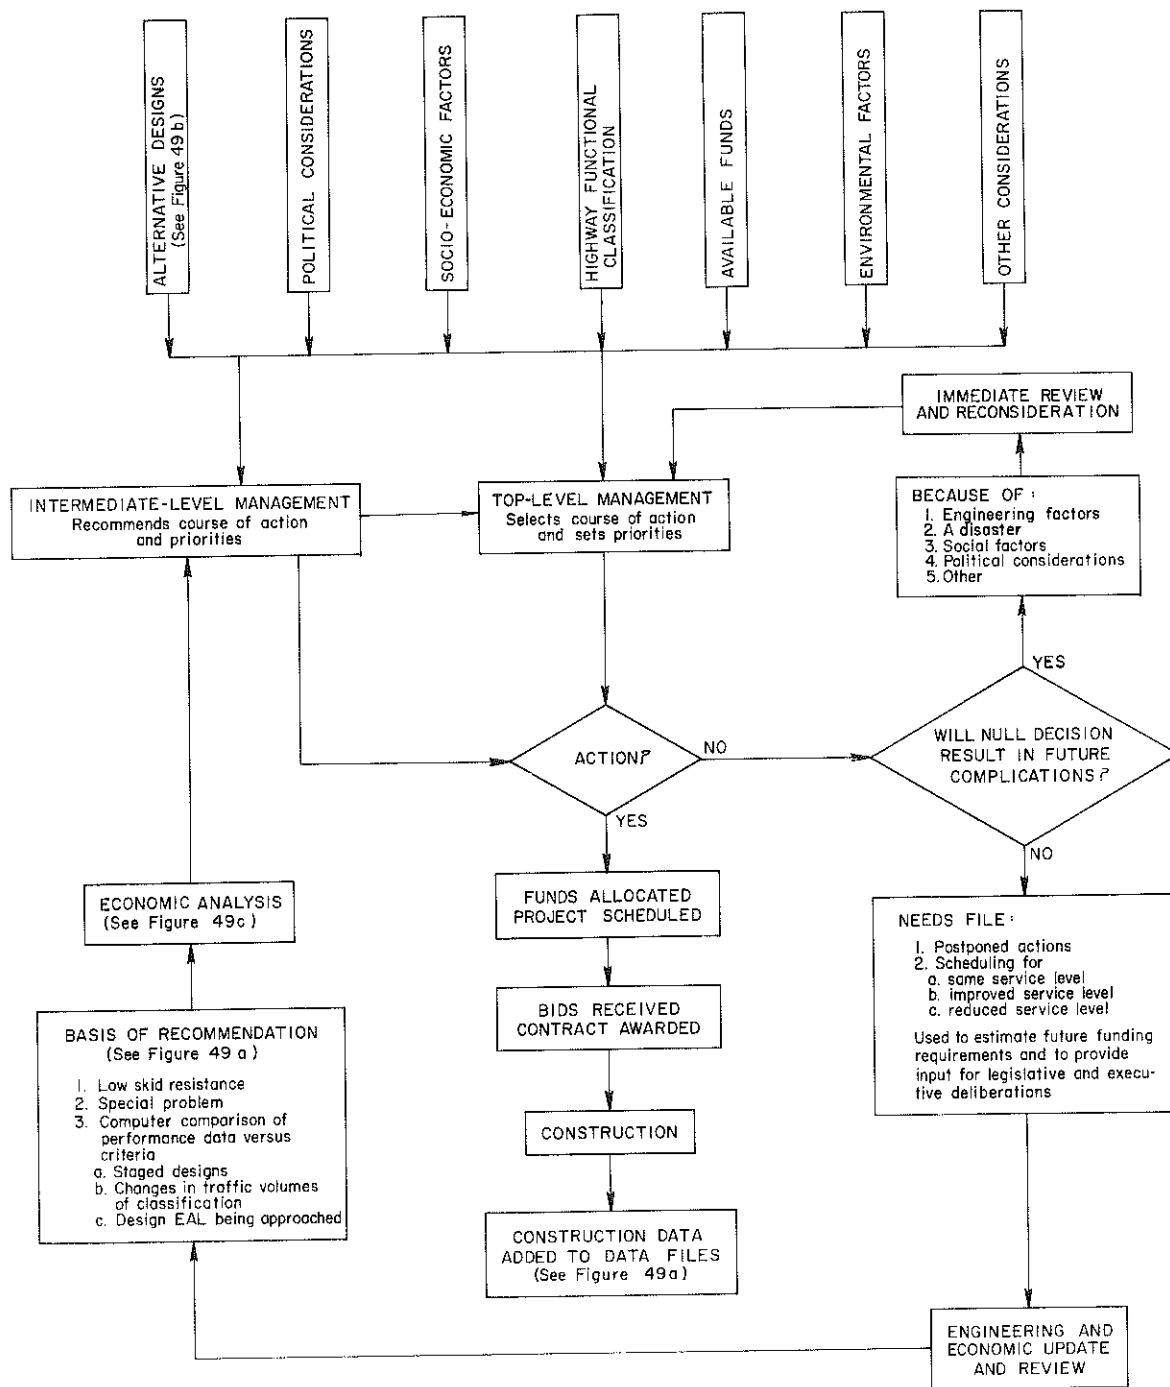 ALTERNATIVE DESIGNS
(See Figure 49 b)
POLITICAL CONSIDERATIONS
SOCIO-ECONOMIC FACTORS
HIGHWAY FUNCTIONAL
CLASSIFICATION
AVAILABLE FUNDS
ENVIRONMENTAL FACTORS
OTHER CONSIDERATIONS
IMMEDIATE REVIEW
AND RECONSIDERATION
INTERMEDIATE-LEVEL MANAGEMENT
Recommends course of action
and priorities
TOP-LEVEL MANAGEMENT
Selects course of action
and sets priorities
BECAUSE OF:
1. Engineering factors
2. A disaster
3. Social factors
4. Political considerations
5. Other
YES
WILL NULL DECISION
RESULT IN FUTURE
COMPLICATIONS?
NO
ACTION?
NO
YES
ECONOMIC ANALYSIS
(See Figure 49c)
FUNDS ALLOCATED
PROJECT SCHEDULED
NEEDS FILE:
1. Postponed actions
2. Scheduling for
a. same service level
b. improved service level
c. reduced service level
Used to estimate future funding
requirements and to provide
input for legislative and execu-
tive deliberations
BIDS RECEIVED
CONTRACT AWARDED
BASIS OF RECOMMENDATION
(See Figure 49 a)
1. Low skid resistance
2. Special problem
3. Computer comparison of
performance data versus
criteria
a. Staged designs
b. Changes in traffic volumes
of classification
c. Design EAL being approached
CONSTRUCTION
CONSTRUCTION DATA
ADDED TO DATA FILES
(See Figure 49a)
ENGINEERING AND
ECONOMIC UPDATE
AND REVIEW